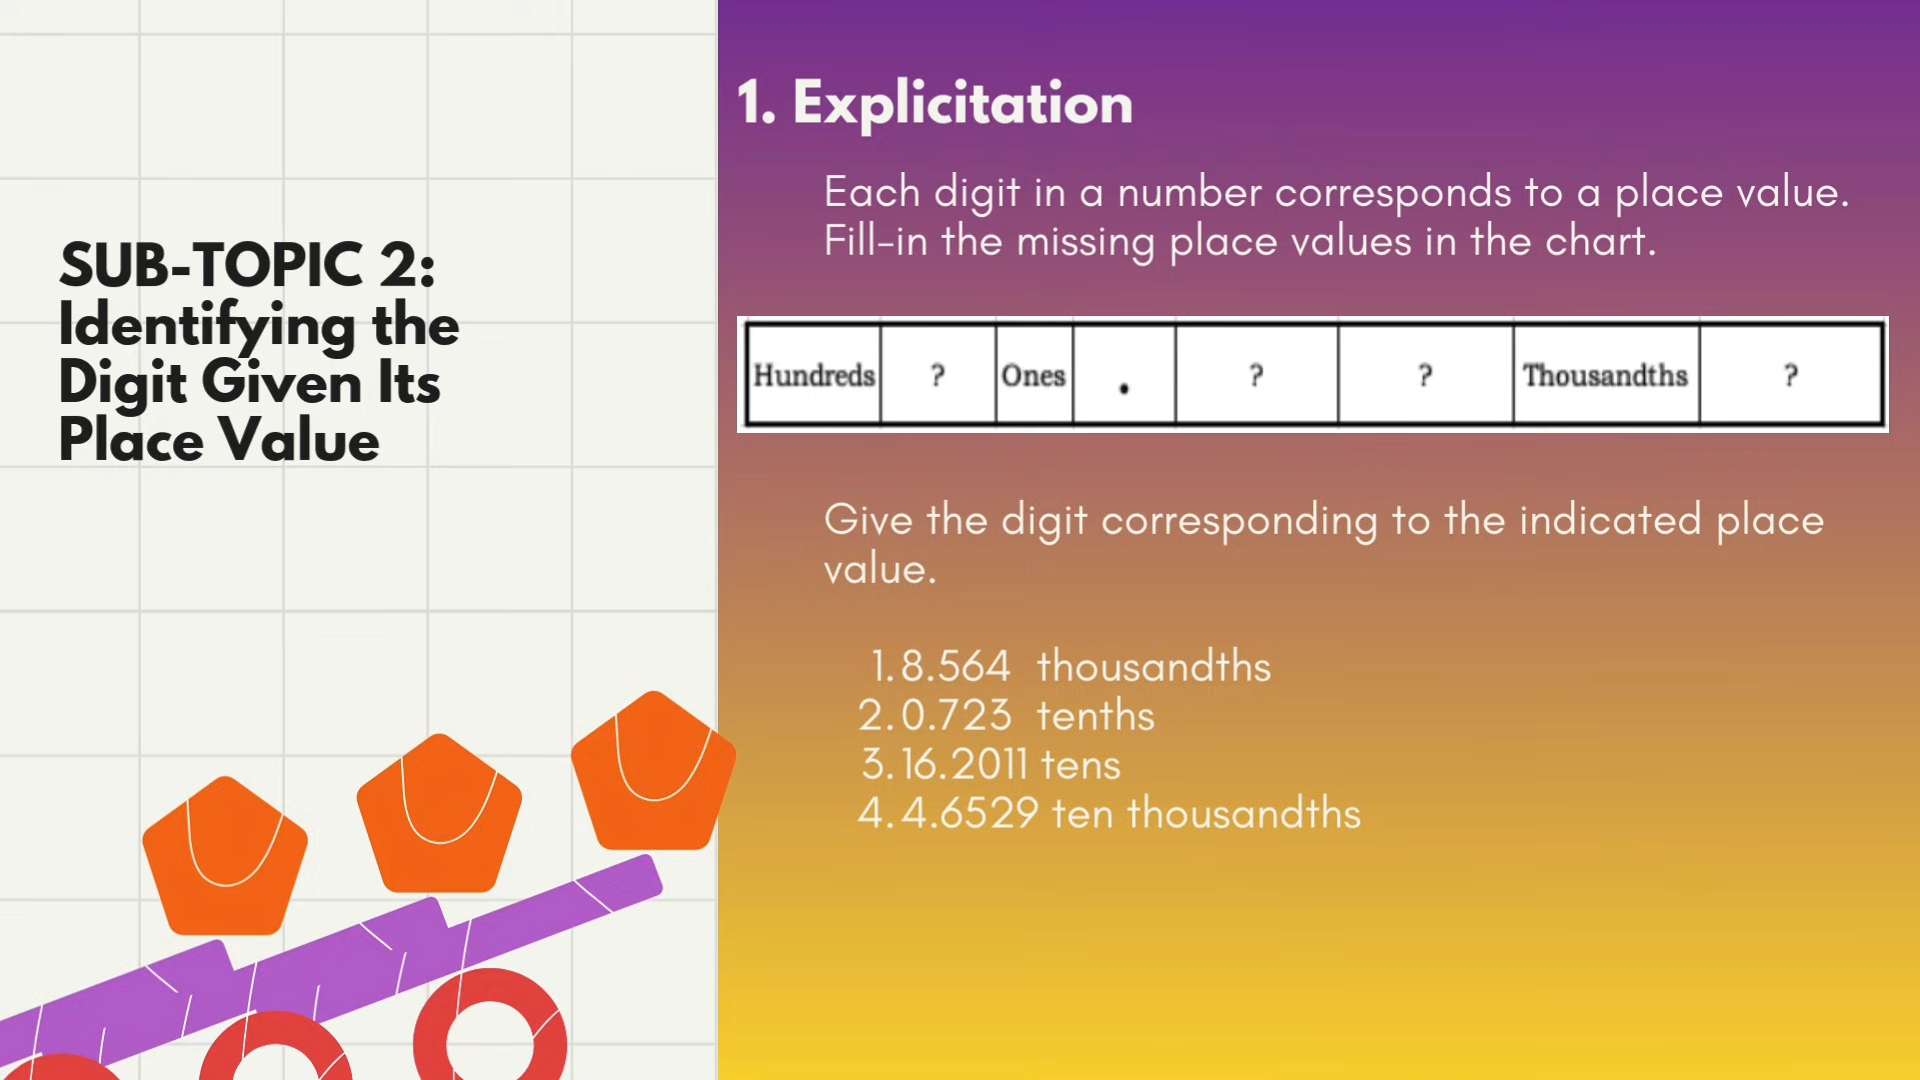 SUB-TOPIC 2:
Identifying the
Digit Given Its
Place Value
1. Explicitation
Each digit in a number corresponds to a place value.
Fill-in the missing place values in the chart.
Hundreds ? Ones . ? ? Thousandths ?
Give the digit corresponding to the indicated place
value.
1. 8.564 thousandths
2. 0.723 tenths
3. 16.2011 tens
4. 4.6529 ten thousandths